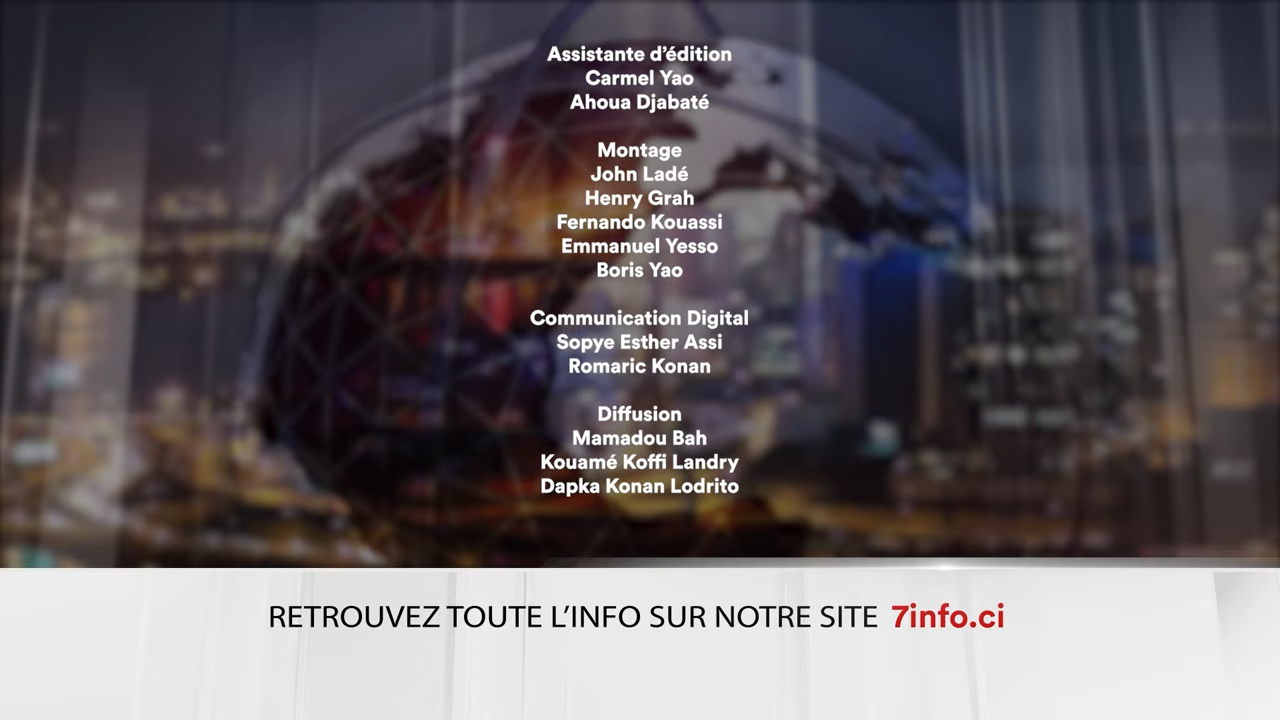 Assistante d'édition
Carmel Yao
Ahoua Djabaté
Montage
John Ladé
Henry Grah
Fernando Kouassi
Emmanuel Yesso
Boris Yao
Communication Digital
Sopye Esther Assi
Romaric Konan
Diffusion
Mamadou Bah
Kouamé Koffi Landry
Dapka Konan Lodrito
RETROUVEZ TOUTE L'INFO SUR NOTRE SITE 7info.ci